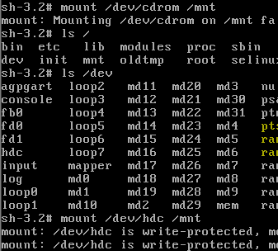 sh-3.2# mount /dev/cdrom /mnt
mount: Mounting /dev/cdrom on /mnt fa
sh-3.2# ls /
bin etc lib modules proc sbin
dev init mnt oldtmp root selinu
sh-3.2# ls /dev
agpgart loop2 md11 md20 md3 nu
console loop3 md12 md21 md30 psa
fb0 loop4 md13 md22 md31 ptm
fd0 loop5 md14 md23 md4 pts
fd1 loop6 md15 md24 md5 ra
hdc loop7 md16 md25 md6 ra
input mapper md17 md26 md7 ra
log md0 md18 md27 md8 ra
loop0 md1 md19 md28 md9 ra
loop1 md10 md2 md29 mem ra
sh-3.2# mount /dev/hdc /mnt
mount: /dev/hdc is write-protected, m
mount: /dev/hdc is write-protected, m